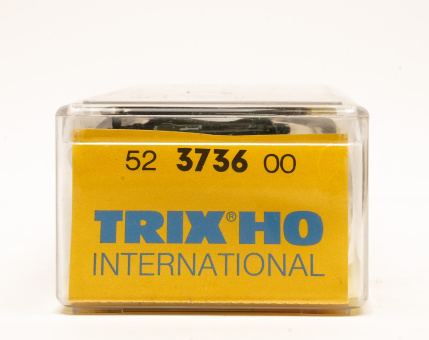 52 3736 00
TRIX® HO
INTERNATIONAL